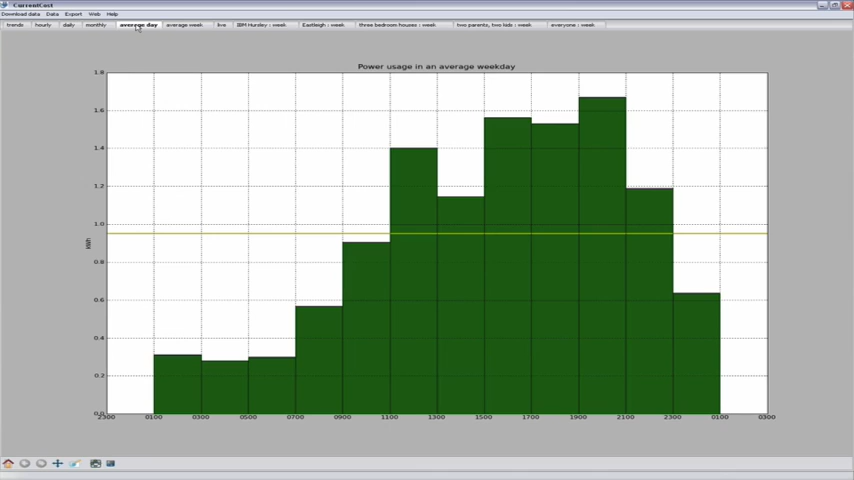 CurrentCost
Download data Data Export Web Help
trends hourly daily monthly average day average week live IBM Hursley : week Eastleigh : week three bedroom houses : week two parents, two kids : week everyone : week
Power usage in an average weekday
1.8
1.6
1.4
1.2
1.0
kWh
0.8
0.6
0.4
0.2
0.0
2300 0100 0300 0500 0700 0900 1100 1300 1500 1700 1900 2100 2300 0100 0300